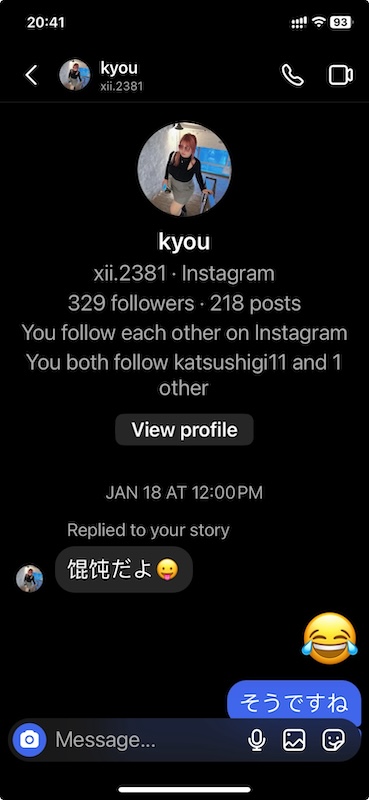 20:41
93
kyou
xii.2381
kyou
xii.2381 · Instagram
329 followers · 218 posts
You follow each other on Instagram
You both follow katsushigi11 and 1
other
View profile
JAN 18 AT 12:00 PM
Replied to your story
馄饨だよ😛
😂
そうですね
Message...